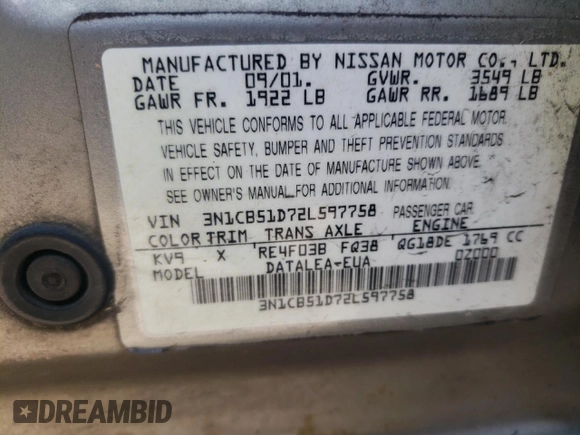 MANUFACTURED BY NISSAN MOTOR CO., LTD.
DATE 09/01. GVWR. 3549 LB
GAWR FR. 1922 LB GAWR RR. 1689 LB
THIS VEHICLE CONFORMS TO ALL APPLICABLE FEDERAL MOTOR
VEHICLE SAFETY, BUMPER AND THEFT PREVENTION STANDARDS
IN EFFECT ON THE DATE OF MANUFACTURE SHOWN ABOVE.
SEE OWNER'S MANUAL FOR ADDITIONAL INFORMATION.
VIN 3N1CB51D72L597758 PASSENGER CAR
COLOR TRIM TRANS AXLE ENGINE
KV9 X RE4F03B FQ38 QG18DE 1769 CC
MODEL DATALEA-EUA 0Z000
3N1CB51D72L597758
DREAMBID